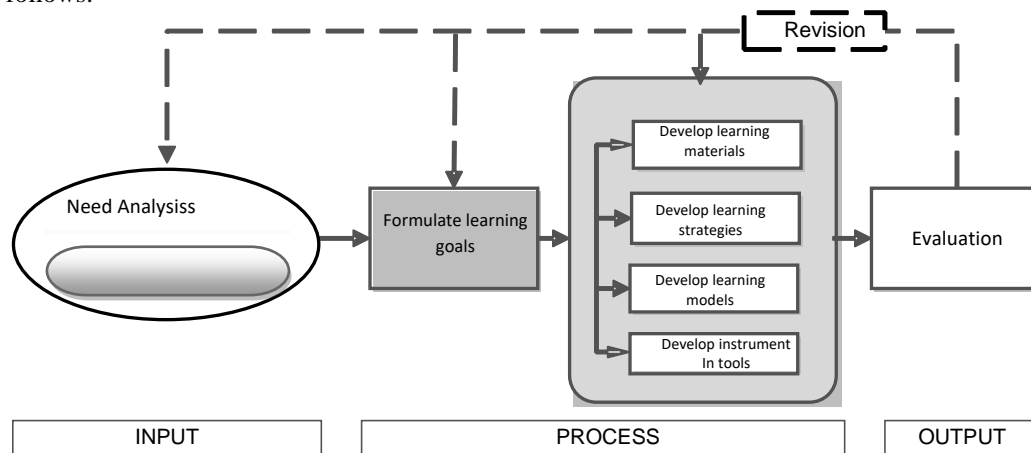 follows.
Revision
Need Analysiss
Formulate learning
goals
Develop learning
materials
Develop learning
strategies
Develop learning
models
Develop instrument
In tools
Evaluation
INPUT
PROCESS
OUTPUT